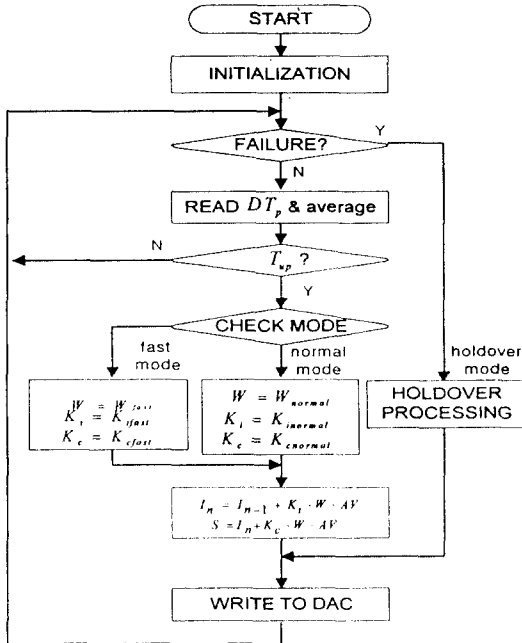 START
INITIALIZATION
FAILURE?
Y
N
READ DT_p & average
N
T_up ?
Y
CHECK MODE
fast mode
normal mode
holdover mode
W = W_fast
K_i = K_ifast
K_c = K_cfast
W = W_normal
K_i = K_inormal
K_c = K_cnormal
HOLDOVER
PROCESSING
I_n = I_n-1 + K_i · W · AV
S = I_n + K_c · W · AV
WRITE TO DAC